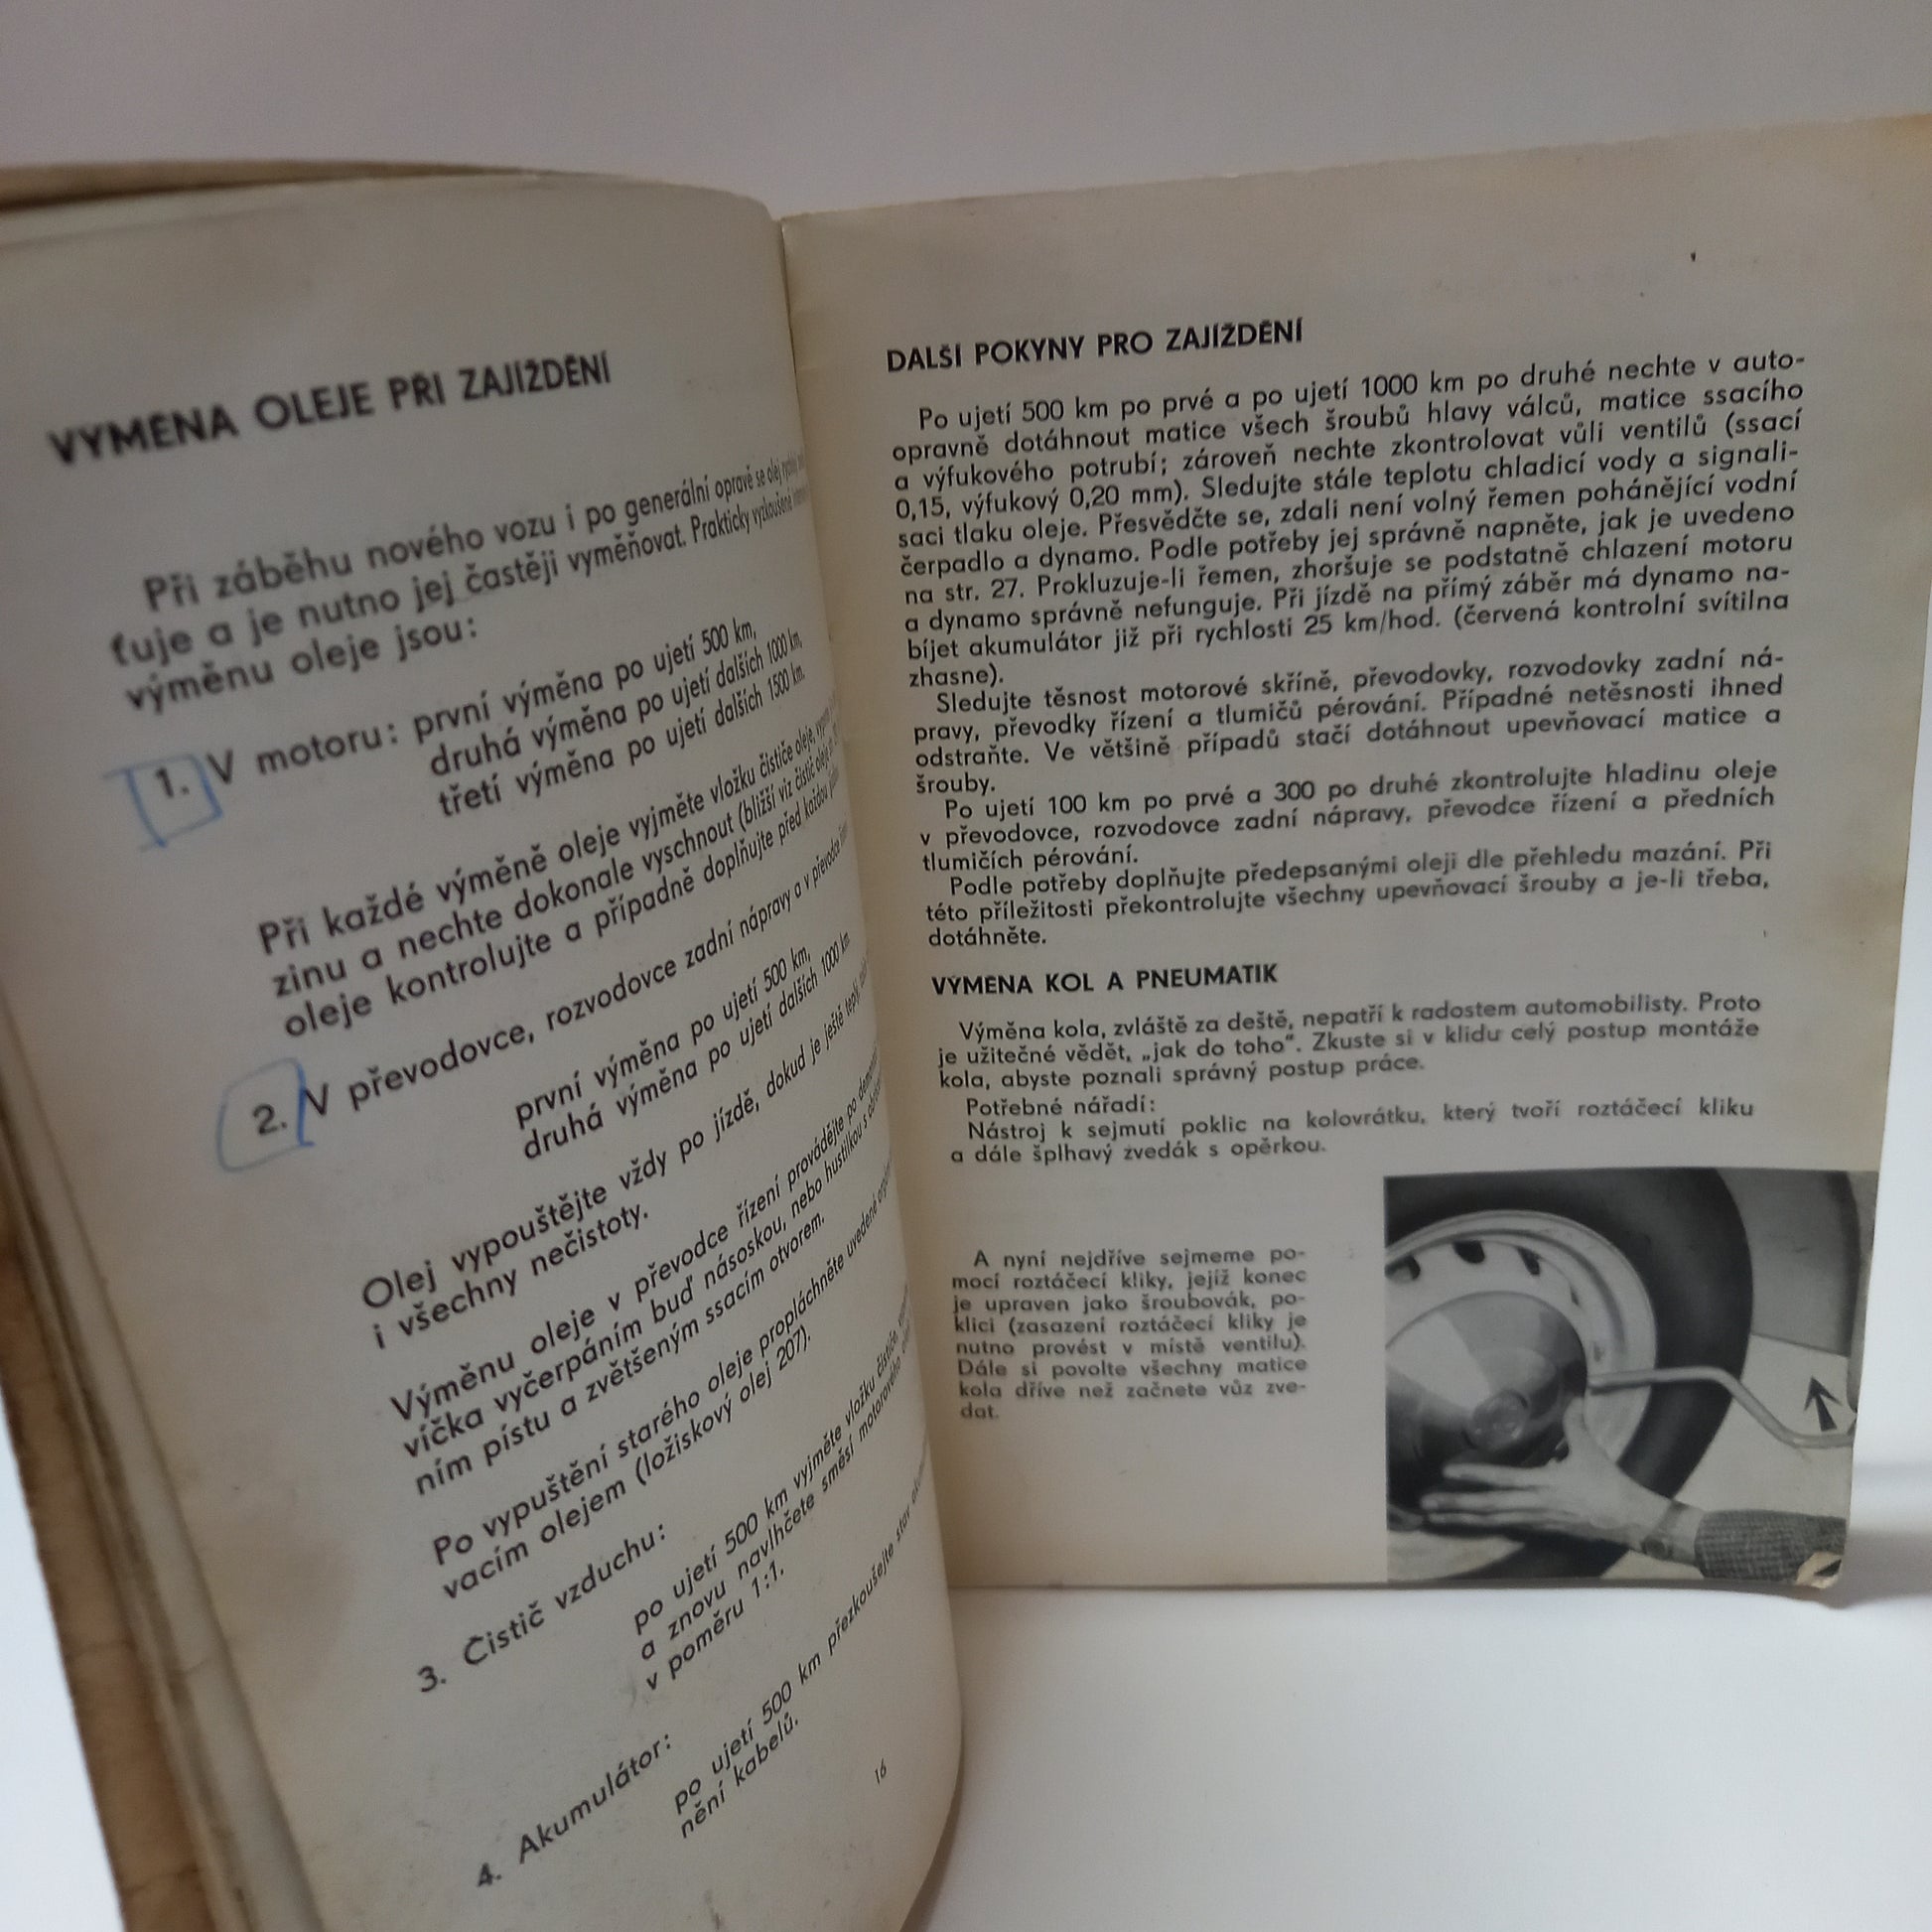 VÝMĚNA OLEJE PŘI ZAJÍŽDĚNÍ
Při záběhu nového vozu i po generální opravě se olej rychle
ťuje a je nutno jej častěji vyměňovat. Prakticky vyzkoušené
výměnu oleje jsou:
1. V motoru: první výměna po ujetí 500 km,
druhá výměna po ujetí dalších 1000 km,
třetí výměna po ujetí dalších 1500 km.
Při každé výměně oleje vyjměte vložku čističe oleje,
zinu a nechte dokonale vyschnout (bližší viz čistič oleje
oleje kontrolujte a případně doplňujte před každou
2. V převodovce, rozvodovce zadní nápravy a v převodce
první výměna po ujetí 500 km,
druhá výměna po ujetí dalších 1000 km.
Olej vypouštějte vždy po jízdě, dokud je ještě teplý,
i všechny nečistoty.
Výměnu oleje v převodce řízení provádějte po
víčka vyčerpáním buď násoskou, nebo hustilkou s
ním pístu a zvětšeným ssacím otvorem.
Po vypuštění starého oleje propláchněte uvedené
vacím olejem (ložiskový olej 207).
3. Čistič vzduchu:
po ujetí 500 km vyjměte vložku čističe
a znovu navlhčete směsí motorového
v poměru 1:1.
4. Akumulátor:
po ujetí 500 km přezkoušejte stav
nění kabelů.
16
DALŠÍ POKYNY PRO ZAJÍŽDĚNÍ
Po ujetí 500 km po prvé a po ujetí 1000 km po druhé nechte v auto-
opravně dotáhnout matice všech šroubů hlavy válců, matice ssacího
a výfukového potrubí; zároveň nechte zkontrolovat vůli ventilů (ssací
0,15, výfukový 0,20 mm). Sledujte stále teplotu chladicí vody a signali-
saci tlaku oleje. Přesvědčte se, zdali není volný řemen pohánějící vodní
čerpadlo a dynamo. Podle potřeby jej správně napněte, jak je uvedeno
na str. 27. Prokluzuje-li řemen, zhoršuje se podstatně chlazení motoru
a dynamo správně nefunguje. Při jízdě na přímý záběr má dynamo na-
bíjet akumulátor již při rychlosti 25 km/hod. (červená kontrolní svítilna
zhasne).
Sledujte těsnost motorové skříně, převodovky, rozvodovky zadní ná-
pravy, převodky řízení a tlumičů pérování. Případné netěsnosti ihned
odstraňte. Ve většině případů stačí dotáhnout upevňovací matice a
šrouby.
Po ujetí 100 km po prvé a 300 po druhé zkontrolujte hladinu oleje
v převodovce, rozvodovce zadní nápravy, převodce řízení a předních
tlumičích pérování.
Podle potřeby doplňujte předepsanými oleji dle přehledu mazání. Při
této příležitosti překontrolujte všechny upevňovací šrouby a je-li třeba,
dotáhněte.
VÝMĚNA KOL A PNEUMATIK
Výměna kola, zvláště za deště, nepatří k radostem automobilisty. Proto
je užitečné vědět, „jak do toho“. Zkuste si v klidu celý postup montáže
kola, abyste poznali správný postup práce.
Potřebné nářadí:
Nástroj k sejmutí poklic na kolovrátku, který tvoří roztáčecí kliku
a dále šplhavý zvedák s opěrkou.
A nyní nejdříve sejmeme po-
mocí roztáčecí kliky, jejíž konec
je upraven jako šroubovák, po-
klici (zasazení roztáčecí kliky je
nutno provést v místě ventilu).
Dále si povolte všechny matice
kola dříve než začnete vůz zve-
dat.